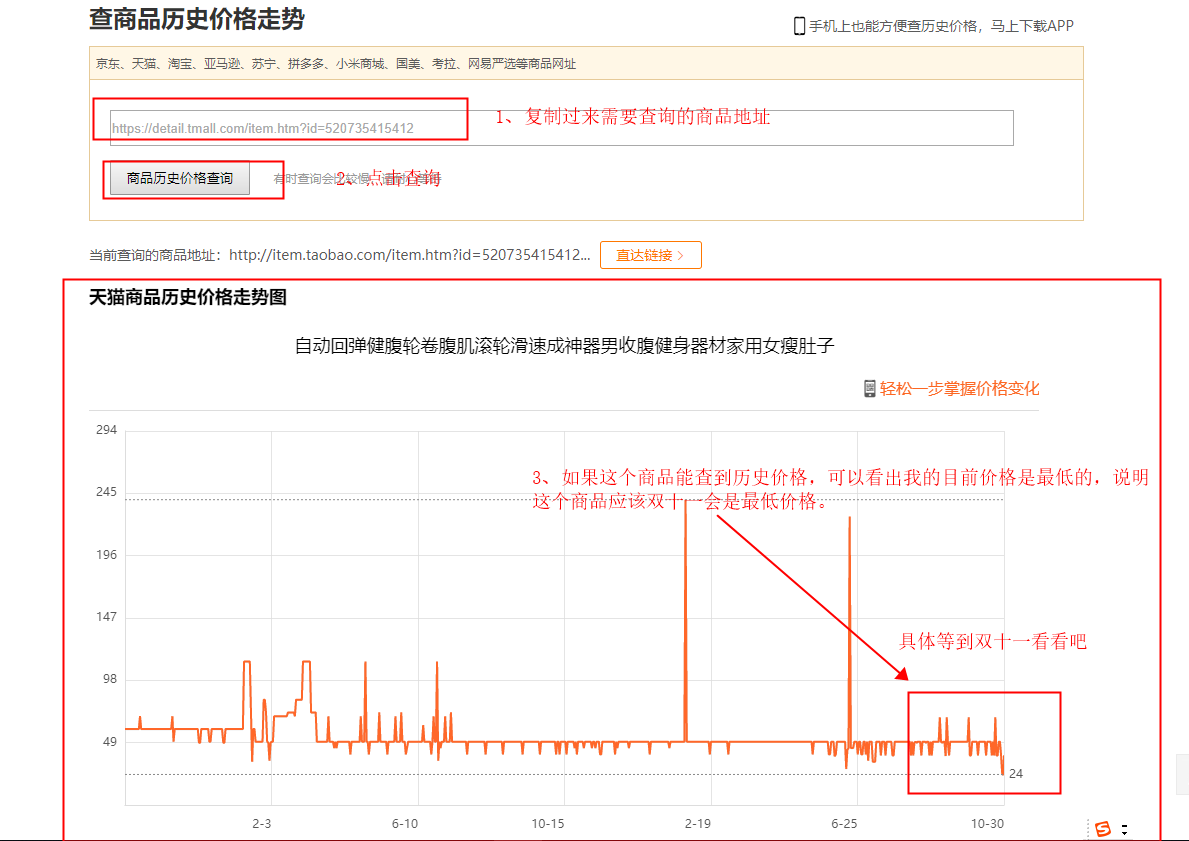 查商品历史价格走势
手机上也能方便查历史价格，马上下载APP
京东、天猫、淘宝、亚马逊、苏宁、拼多多、小米商城、国美、考拉、网易严选等商品网址
https://detail.tmall.com/item.htm?id=520735415412
1、复制过来需要查询的商品地址
商品历史价格查询
有时查询会比较慢
2、点击查询
当前查询的商品地址：http://item.taobao.com/item.htm?id=520735415412...
直达链接 >
天猫商品历史价格走势图
自动回弹健腹轮卷腹肌滚轮滑速成神器男收腹健身器材家用女瘦肚子
轻松一步掌握价格变化
294
245
196
147
98
49
3、如果这个商品能查到历史价格，可以看出我的目前价格是最低的，说明
这个商品应该双十一会是最低价格。
具体等到双十一看看吧
24
2-3
6-10
10-15
2-19
6-25
10-30